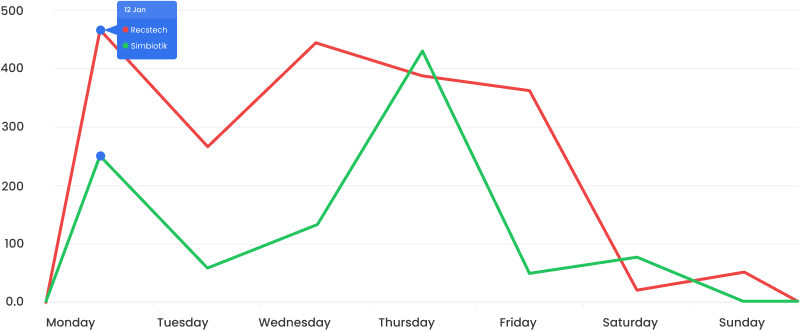 500
12 Jan
Recstech
Simbiotik
400
300
200
100
0.0
Monday Tuesday Wednesday Thursday Friday Saturday Sunday